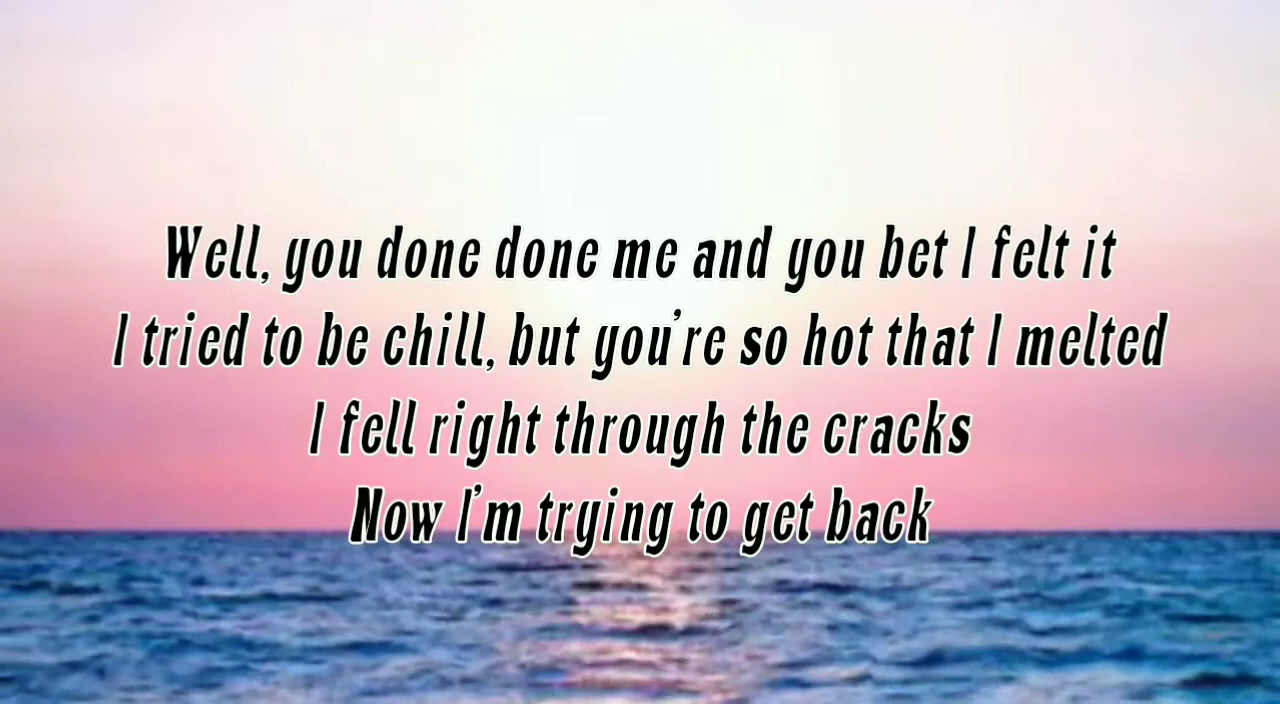 Well, you done done me and you bet I felt it
I tried to be chill, but you're so hot that I melted
I fell right through the cracks
Now I'm trying to get back